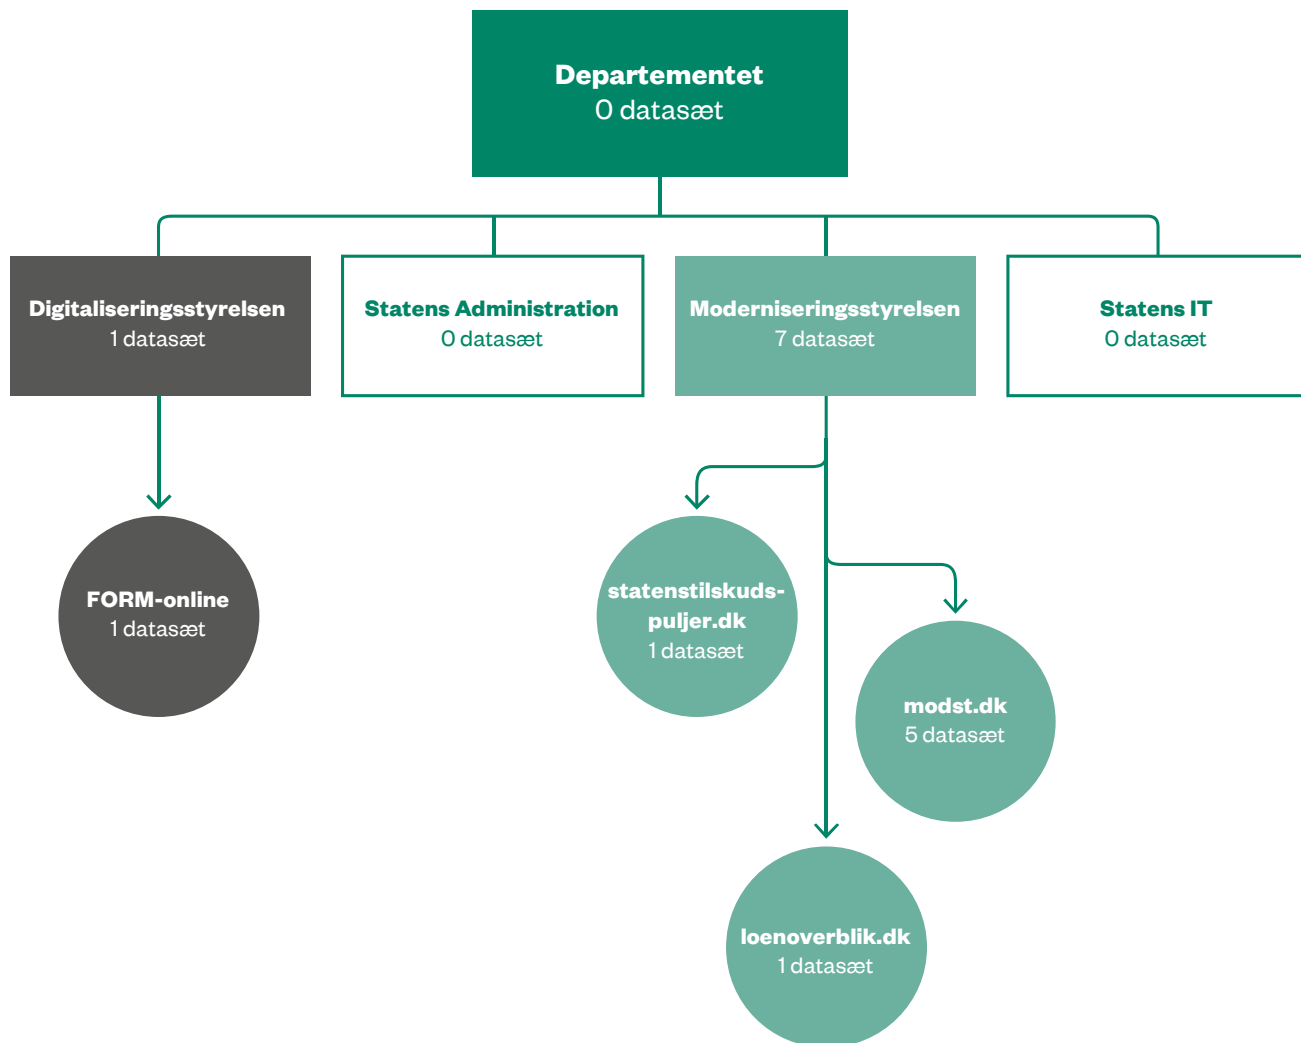 Departementet
0 datasæt
Digitaliseringsstyrelsen
1 datasæt
Statens Administration
0 datasæt
Moderniseringsstyrelsen
7 datasæt
Statens IT
0 datasæt
FORM-online
1 datasæt
statenstilskuds-
puljer.dk
1 datasæt
modst.dk
5 datasæt
loenoverblik.dk
1 datasæt